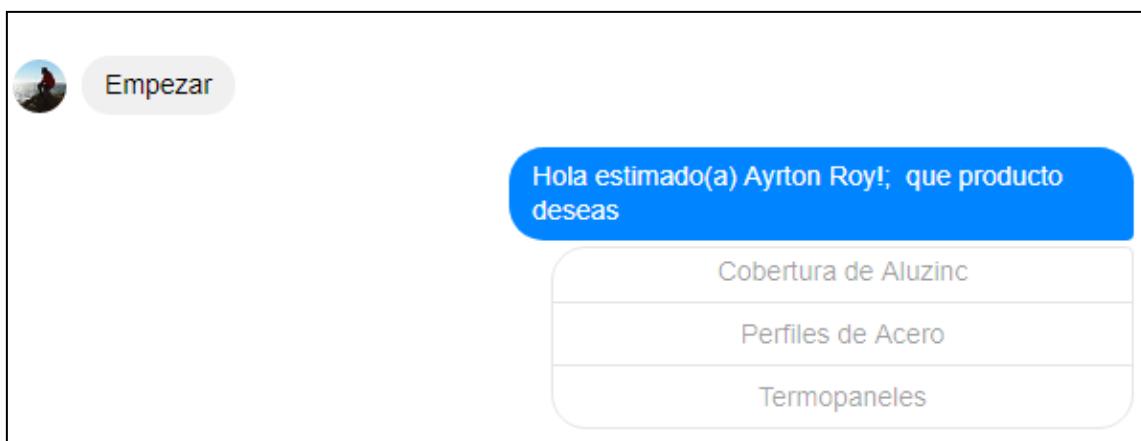 Empezar
Hola estimado(a) Ayrton Roy!;  que producto
deseas
Cobertura de Aluzinc
Perfiles de Acero
Termopaneles